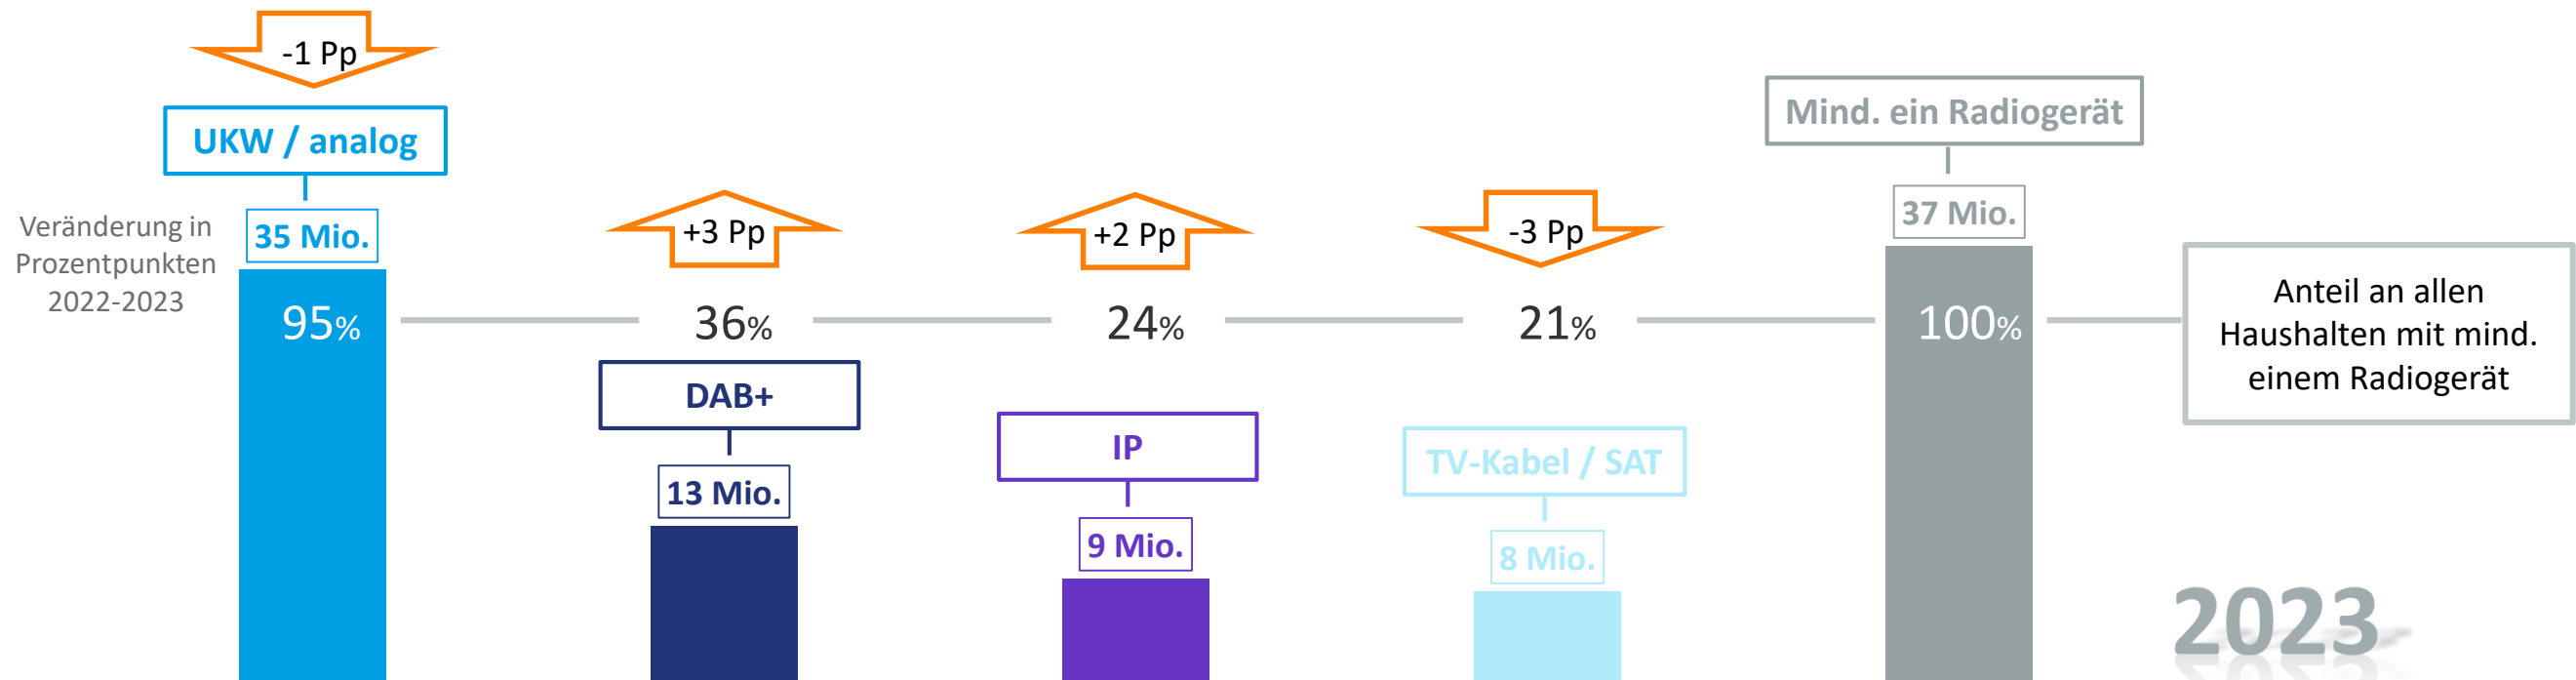 -1 Pp
UKW / analog
35 Mio.
95%
Veränderung in
Prozentpunkten
2022-2023
+3 Pp
36%
DAB+
13 Mio.
+2 Pp
24%
IP
9 Mio.
-3 Pp
21%
TV-Kabel / SAT
8 Mio.
Mind. ein Radiogerät
37 Mio.
100%
Anteil an allen
Haushalten mit mind.
einem Radiogerät
2023